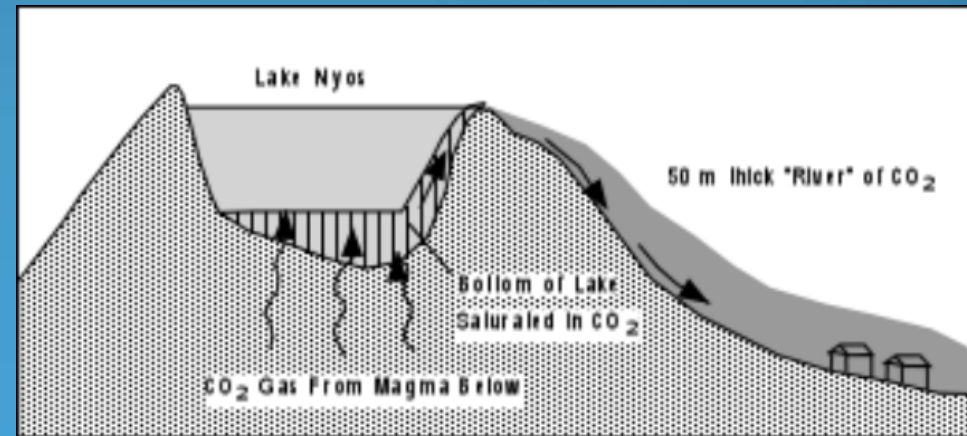 Lake Nyos
50 m thick "River" of CO₂
Bottom of Lake
Saturated in CO₂
CO₂ Gas From Magma Below